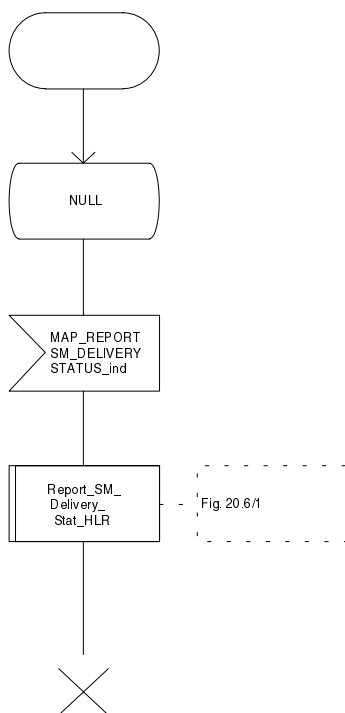 NULL
MAP_REPORT
SM_DELIVERY
STATUS_ind
Report_SM_
Delivery_
Stat_HLR
Fig. 20.6/1